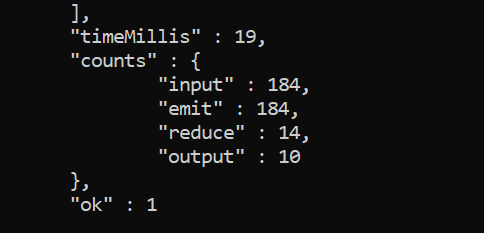 ],
"timeMillis" : 19,
"counts" : {
"input" : 184,
"emit" : 184,
"reduce" : 14,
"output" : 10
},
"ok" : 1